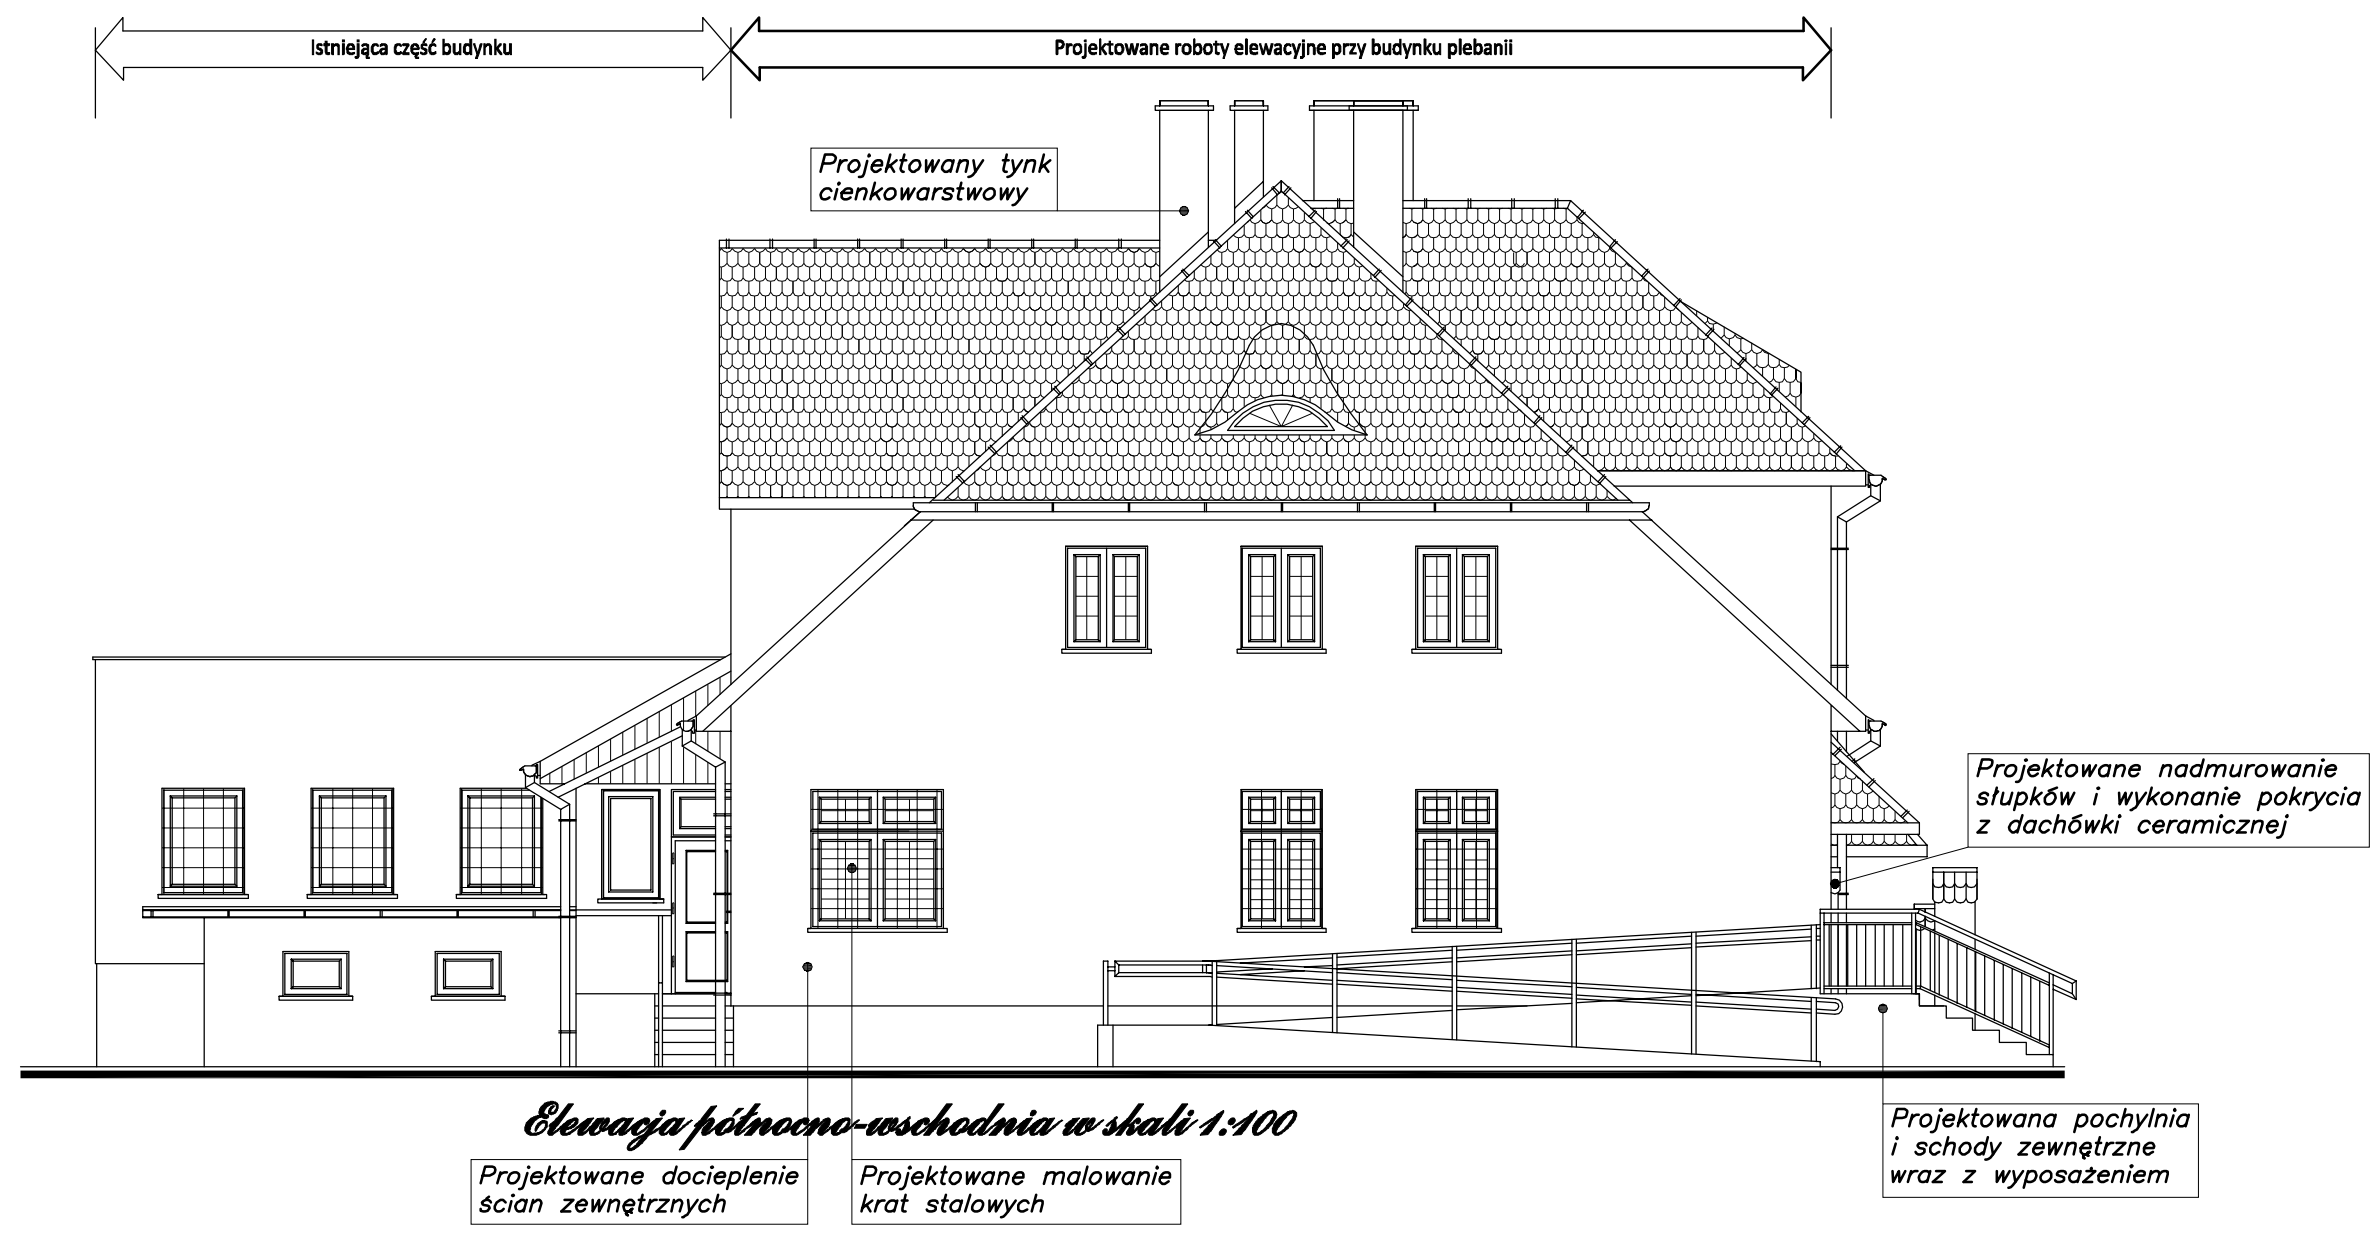 Istniejąca część budynku
Projektowane roboty elewacyjne przy budynku plebanii
Projektowany tynk
cienkowarstwowy
Projektowane nadmurowanie
słupków i wykonanie pokrycia
z dachówki ceramicznej
Elewacja północno-wschodnia w skali 1:100
Projektowane docieplenie
ścian zewnętrznych
Projektowane malowanie
krat stalowych
Projektowana pochylnia
i schody zewnętrzne
wraz z wyposażeniem